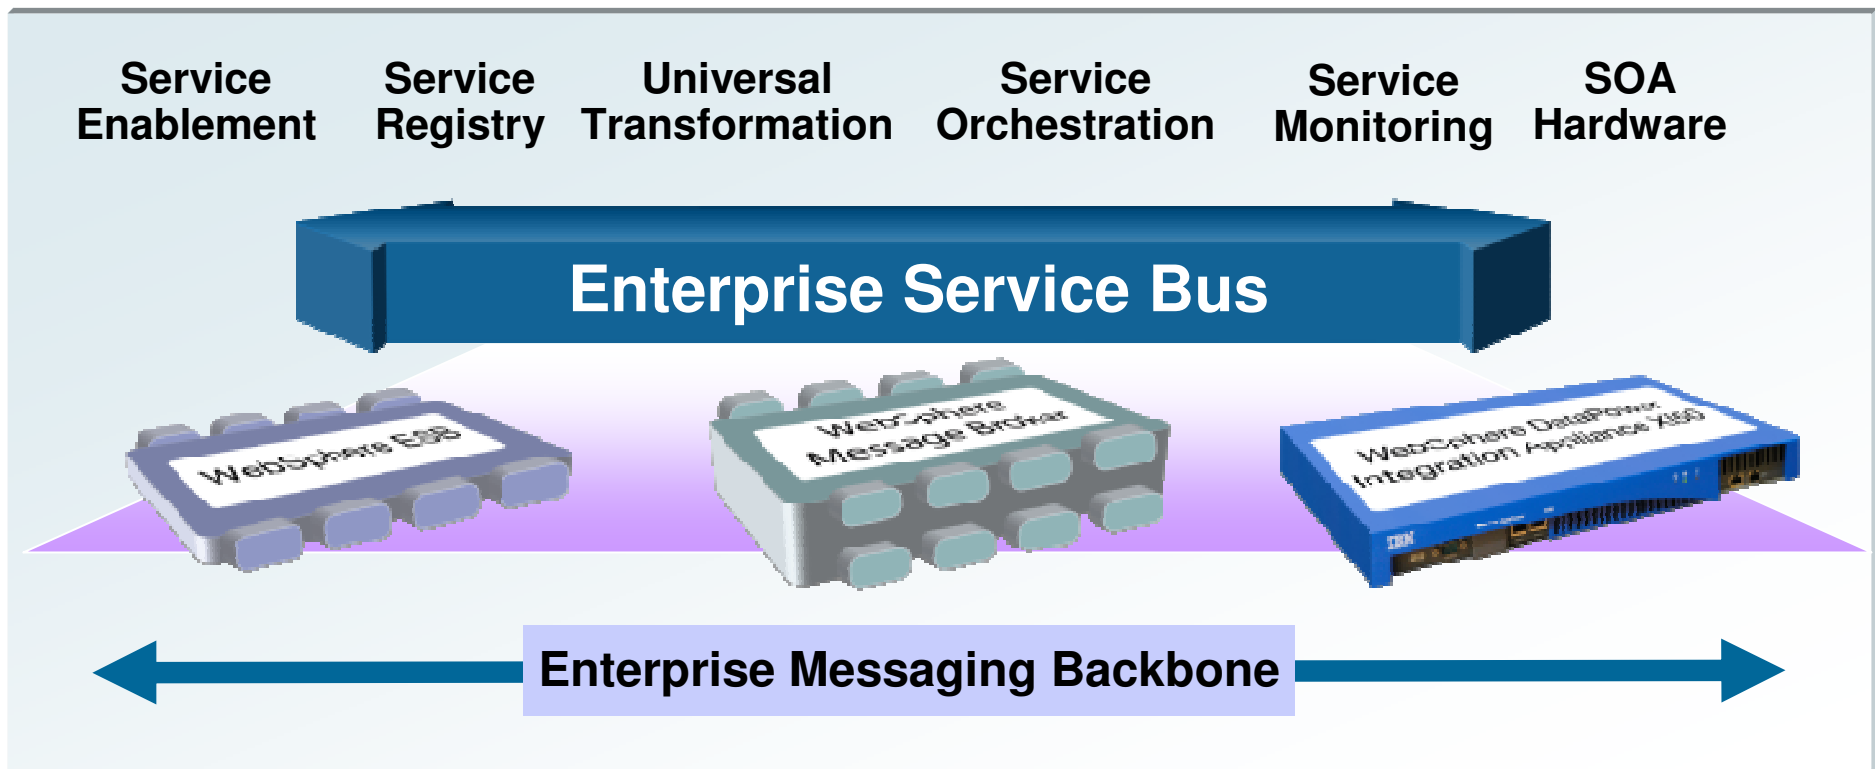 Service
Enablement
Service
Registry
Universal
Transformation
Service
Orchestration
Service
Monitoring
SOA
Hardware
Enterprise Service Bus
WebSphere ESB
WebSphere
Message Broker
WebSphere DataPower
Integration Appliance XI50
IBM
Enterprise Messaging Backbone